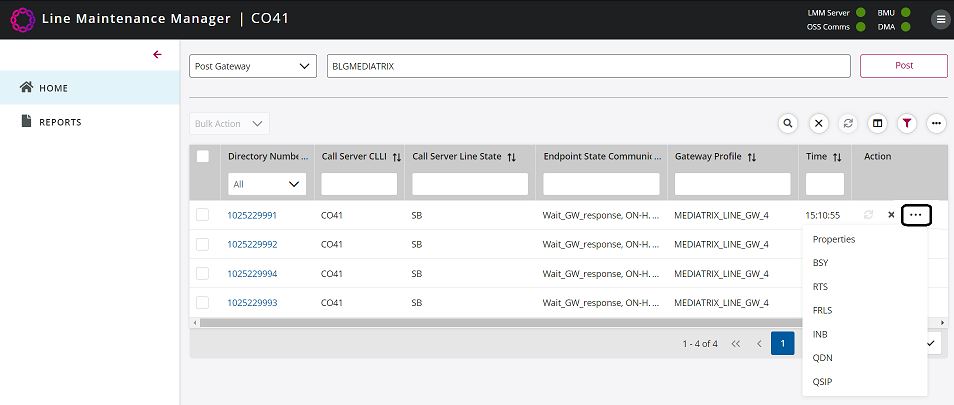 Line Maintenance Manager | CO41
LMM Server BMU
OSS Comms DMA
HOME
REPORTS
Post Gateway BLGMEDIATRIX Post
Bulk Action
Directory Numbe... Call Server CLLI Call Server Line State Endpoint State Communic... Gateway Profile Time Action
All
1025229991 CO41 SB Wait_GW_response, ON-H. ... MEDIATRIX_LINE_GW_4 15:10:55
1025229992 CO41 SB Wait_GW_response, ON-H. ... MEDIATRIX_LINE_GW_4
1025229994 CO41 SB Wait_GW_response, ON-H. ... MEDIATRIX_LINE_GW_4
1025229993 CO41 SB Wait_GW_response, ON-H. ... MEDIATRIX_LINE_GW_4
1 - 4 of 4 1
Properties
BSY
RTS
FRLS
INB
QDN
QSIP